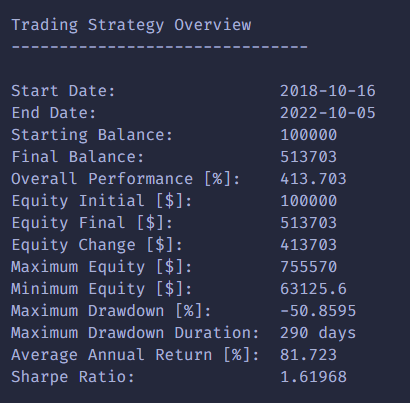 Trading Strategy Overview
-------------------------------
Start Date: 2018-10-16
End Date: 2022-10-05
Starting Balance: 100000
Final Balance: 513703
Overall Performance [%]: 413.703
Equity Initial [$]: 100000
Equity Final [$]: 513703
Equity Change [$]: 413703
Maximum Equity [$]: 755570
Minimum Equity [$]: 63125.6
Maximum Drawdown [%]: -50.8595
Maximum Drawdown Duration: 290 days
Average Annual Return [%]: 81.723
Sharpe Ratio: 1.61968